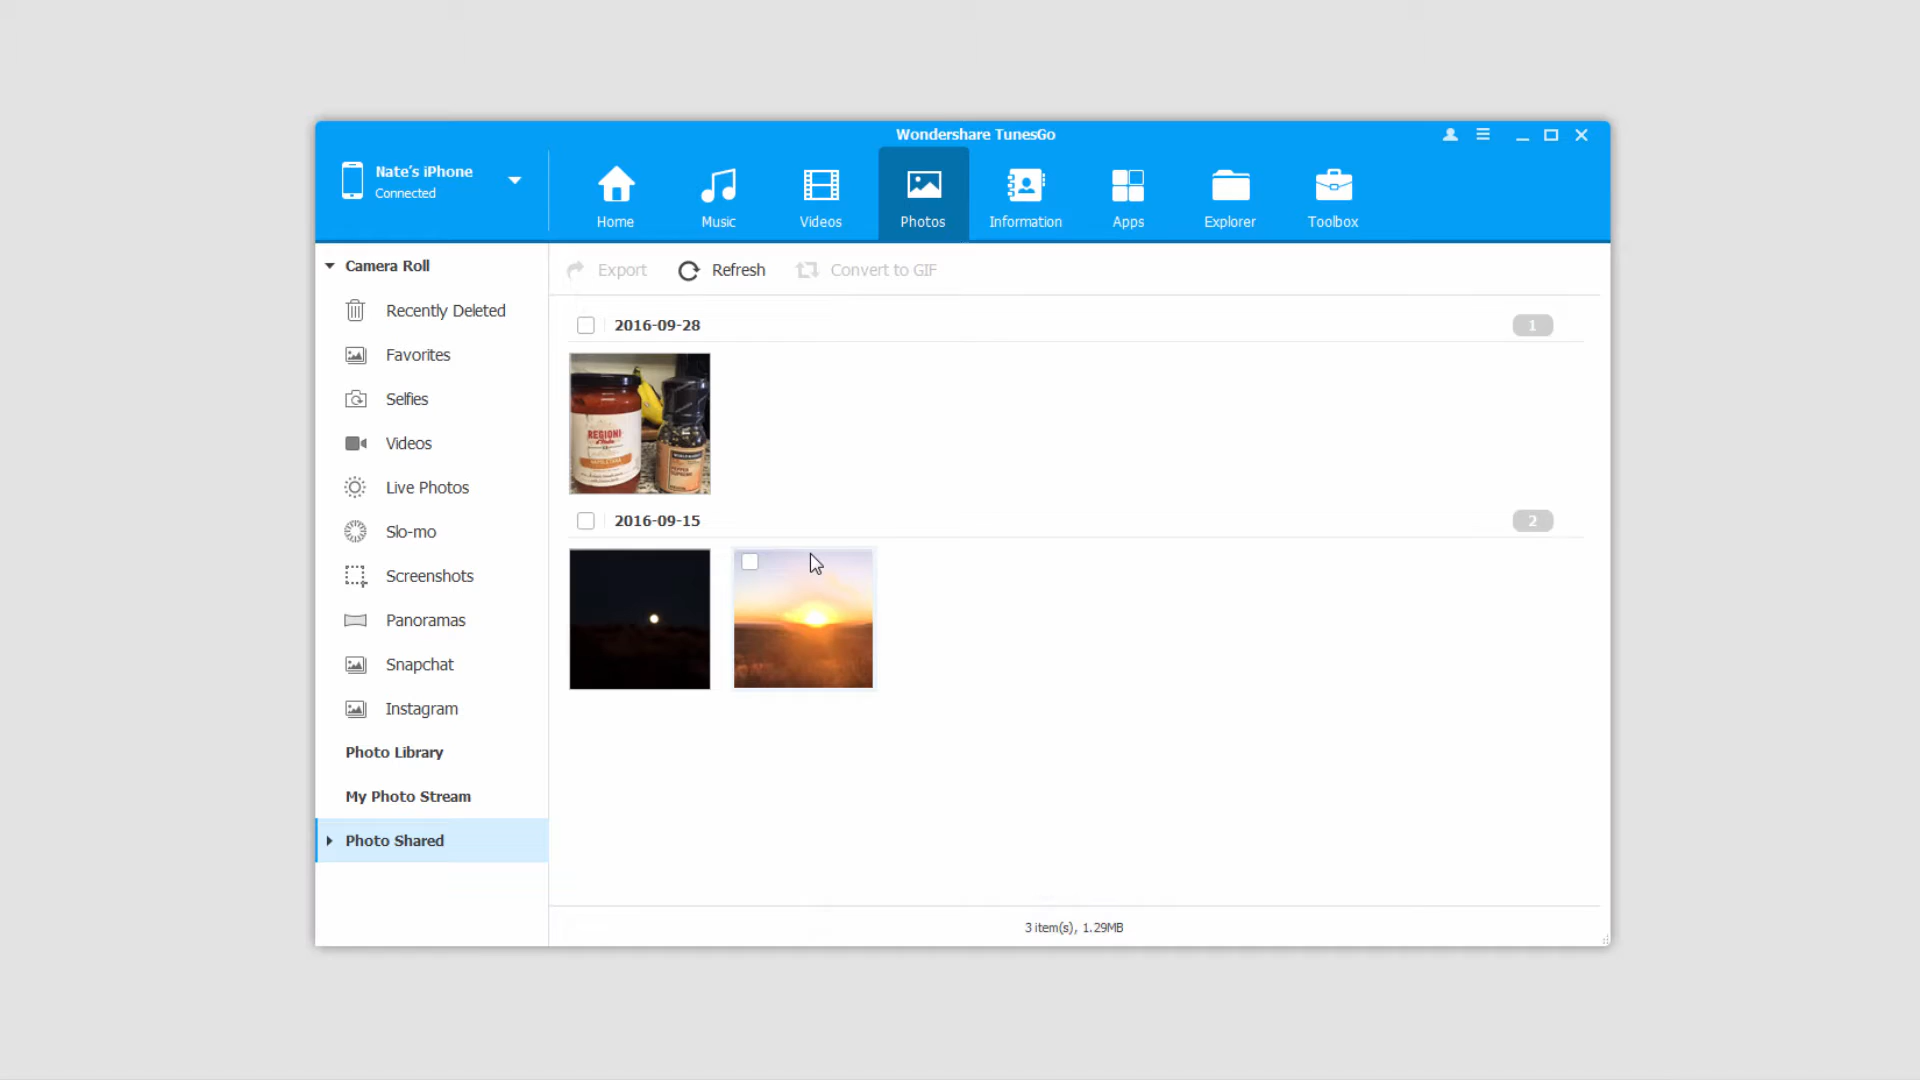 Wondershare TunesGo
Nate's iPhone
Connected
Home
Music
Videos
Photos
Information
Apps
Explorer
Toolbox
Camera Roll
Recently Deleted
Favorites
Selfies
Videos
Live Photos
Slo-mo
Screenshots
Panoramas
Snapchat
Instagram
Photo Library
My Photo Stream
Photo Shared
Export
Refresh
Convert to GIF
2016-09-28
1
REGIONI
PEPPER
2016-09-15
2
3 item(s), 1.29MB